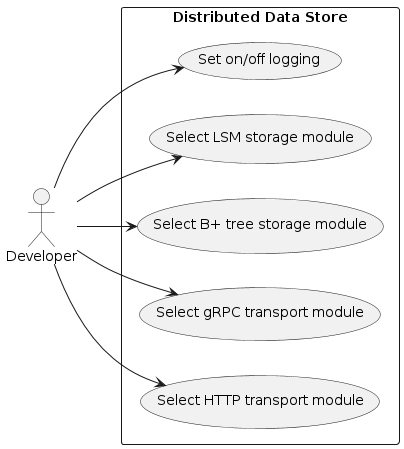 Distributed Data Store
Set on/off logging
Select LSM storage module
Select B+ tree storage module
Developer
Select gRPC transport module
Select HTTP transport module